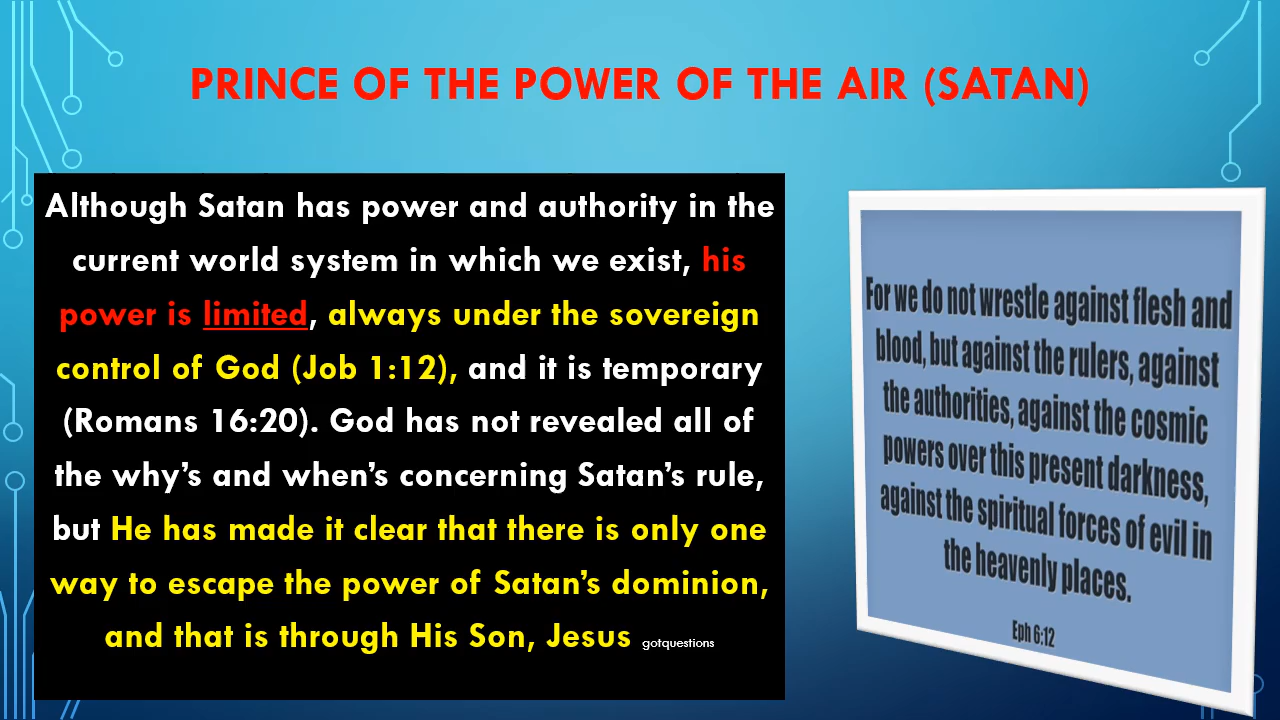 PRINCE OF THE POWER OF THE AIR (SATAN)
Although Satan has power and authority in the
current world system in which we exist, his
power is limited, always under the sovereign
control of God (Job 1:12), and it is temporary
(Romans 16:20). God has not revealed all of
the why’s and when’s concerning Satan’s rule,
but He has made it clear that there is only one
way to escape the power of Satan’s dominion,
and that is through His Son, Jesus gotquestions
For we do not wrestle against flesh and
blood, but against the rulers, against
the authorities, against the cosmic
powers over this present darkness,
against the spiritual forces of evil in
the heavenly places.
Eph 6:12